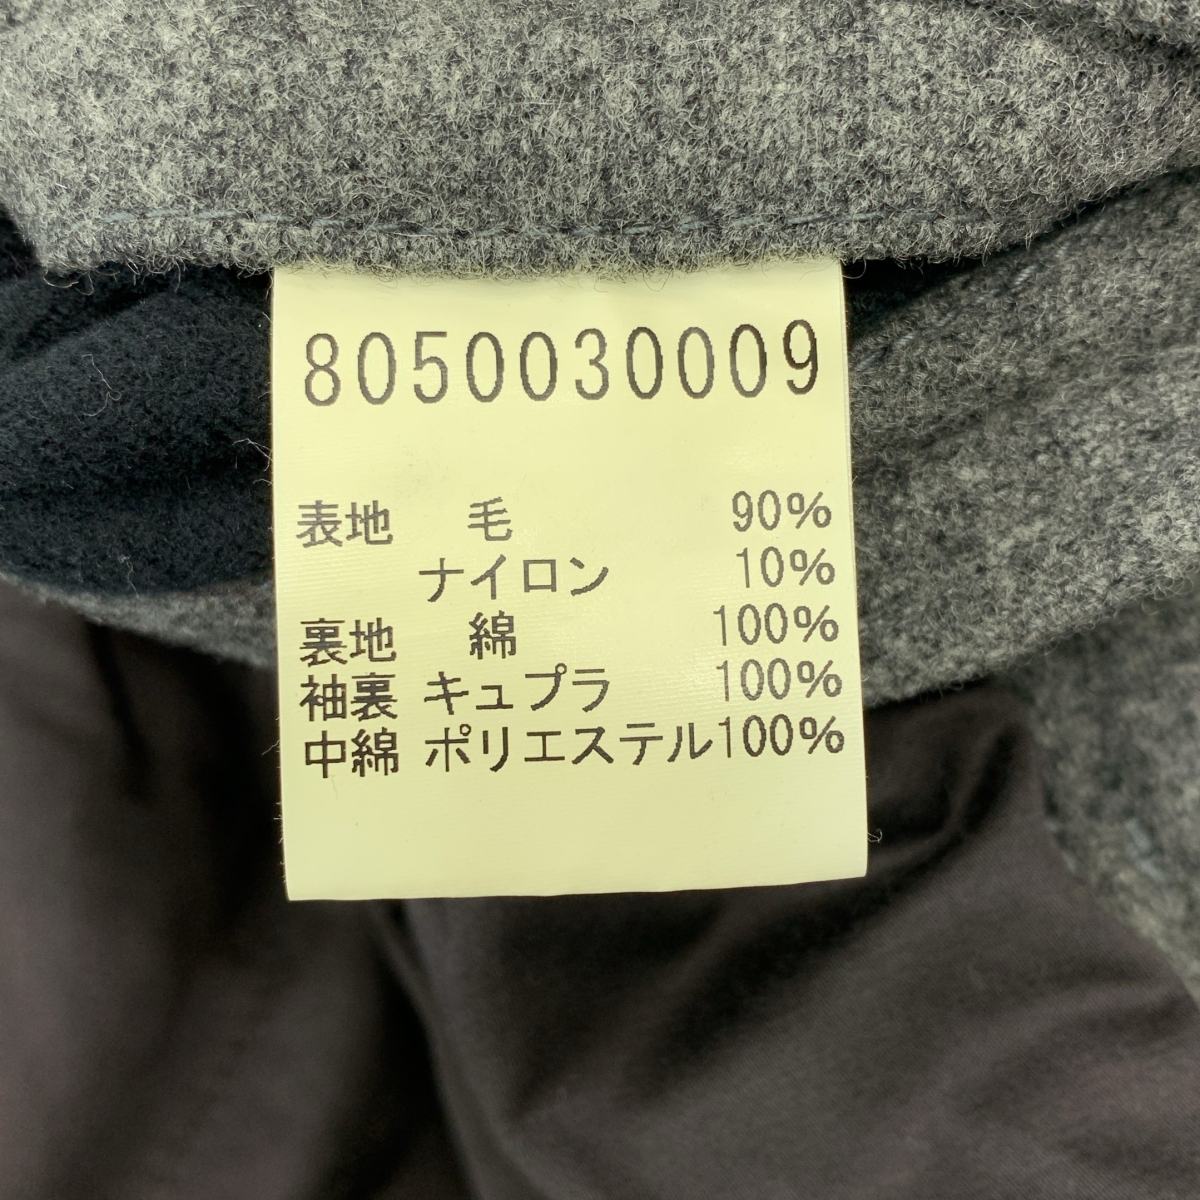 8050030009
表地 毛 90%
ナイロン 10%
裏地 綿 100%
袖裏 キュプラ 100%
中綿 ポリエステル100%